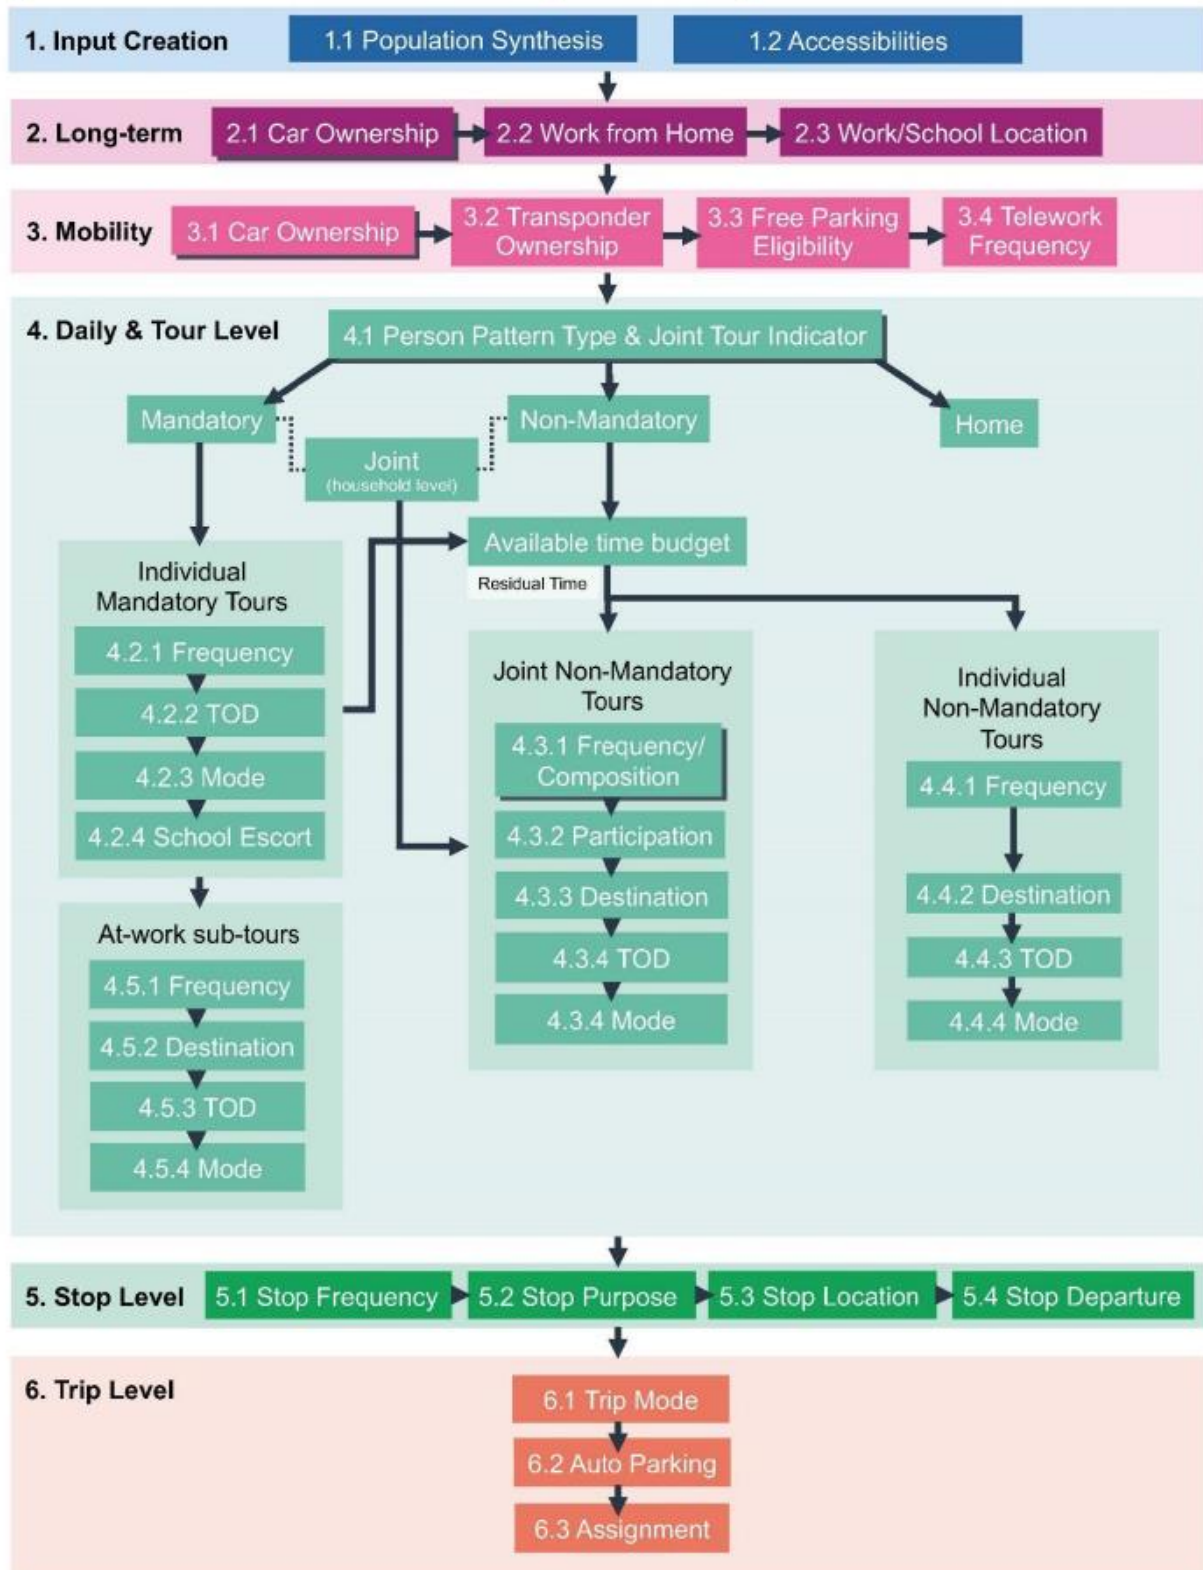 1. Input Creation
1.1 Population Synthesis
1.2 Accessibilities
2. Long-term
2.1 Car Ownership
2.2 Work from Home
2.3 Work/School Location
3. Mobility
3.1 Car Ownership
3.2 Transponder
Ownership
3.3 Free Parking
Eligibility
3.4 Telework
Frequency
4. Daily & Tour Level
4.1 Person Pattern Type & Joint Tour Indicator
Mandatory
Non-Mandatory
Home
Joint
(household level)
Available time budget
Residual Time
Individual
Mandatory Tours
4.2.1 Frequency
4.2.2 TOD
4.2.3 Mode
4.2.4 School Escort
At-work sub-tours
4.5.1 Frequency
4.5.2 Destination
4.5.3 TOD
4.5.4 Mode
Joint Non-Mandatory
Tours
4.3.1 Frequency/
Composition
4.3.2 Participation
4.3.3 Destination
4.3.4 TOD
4.3.4 Mode
Individual
Non-Mandatory
Tours
4.4.1 Frequency
4.4.2 Destination
4.4.3 TOD
4.4.4 Mode
5. Stop Level
5.1 Stop Frequency
5.2 Stop Purpose
5.3 Stop Location
5.4 Stop Departure
6. Trip Level
6.1 Trip Mode
6.2 Auto Parking
6.3 Assignment